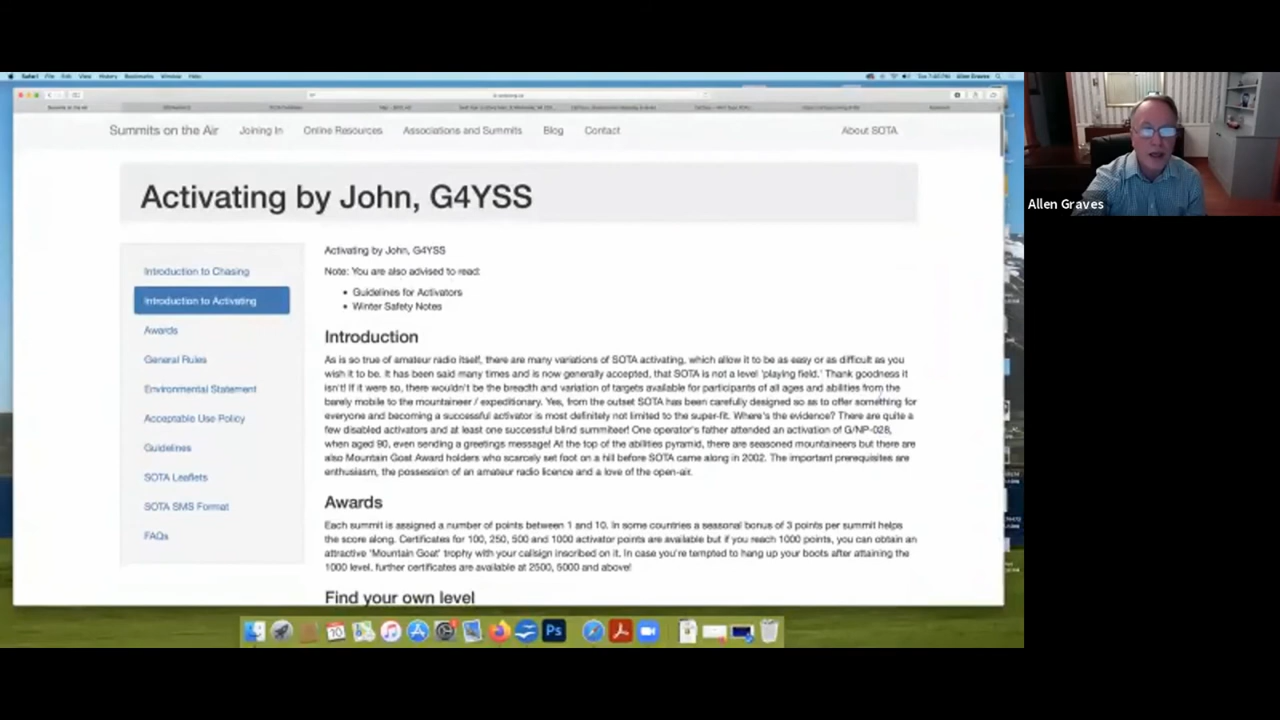 Safari File Edit View History Bookmarks Window Help
Tue 7:40 PM Allen Graves
Summits on the Air Joining In Online Resources Associations and Summits Blog Contact About SOTA
Activating by John, G4YSS
Introduction to Chasing
Introduction to Activating
Awards
General Rules
Environmental Statement
Acceptable Use Policy
Guidelines
SOTA Leaflets
SOTA SMS Format
FAQs
Activating by John, G4YSS
Note: You are also advised to read:
• Guidelines for Activators
• Winter Safety Notes
Introduction
As is so true of amateur radio itself, there are many variations of SOTA activating, which allow it to be as easy or as difficult as you
wish it to be. It has been said many times and is now generally accepted, that SOTA is not a level 'playing field.' Thank goodness it
isn't! If it were so, there wouldn't be the breadth and variation of targets available for participants of all ages and abilities from the
barely mobile to the mountaineer / expeditionary. Yes, from the outset SOTA has been carefully designed so as to offer something for
everyone and becoming a successful activator is most definitely not limited to the super-fit. Where's the evidence? There are quite a
few disabled activators and at least one successful blind summiteer! One operator's father attended an activation of G/NP-028,
when aged 90, even sending a greetings message! At the top of the abilities pyramid, there are seasoned mountaineers but there are
also Mountain Goat Award holders who scarcely set foot on a hill before SOTA came along in 2002. The important prerequisites are
enthusiasm, the possession of an amateur radio licence and a love of the open-air.
Awards
Each summit is assigned a number of points between 1 and 10. In some countries a seasonal bonus of 3 points per summit helps
the score along. Certificates for 100, 250, 500 and 1000 activator points are available but if you reach 1000 points, you can obtain an
attractive 'Mountain Goat' trophy with your callsign inscribed on it. In case you're tempted to hang up your boots after attaining the
1000 level, further certificates are available at 2500, 5000 and above!
Find your own level
10
Ps
Allen Graves